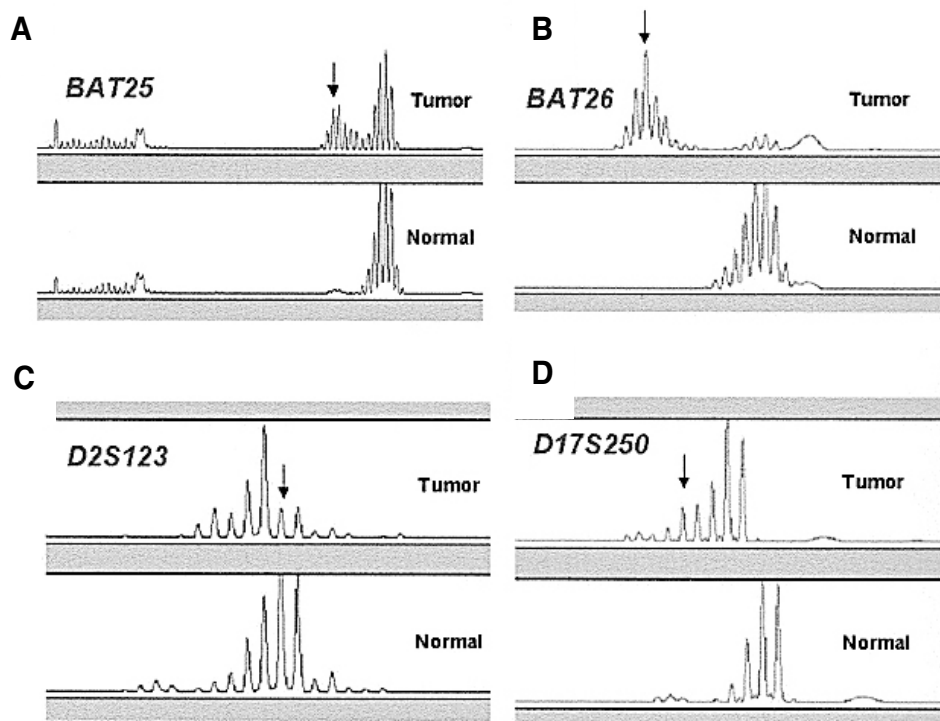 A
BAT25
Tumor
Normal
B
BAT26
Tumor
Normal
C
D2S123
Tumor
Normal
D
D17S250
Tumor
Normal